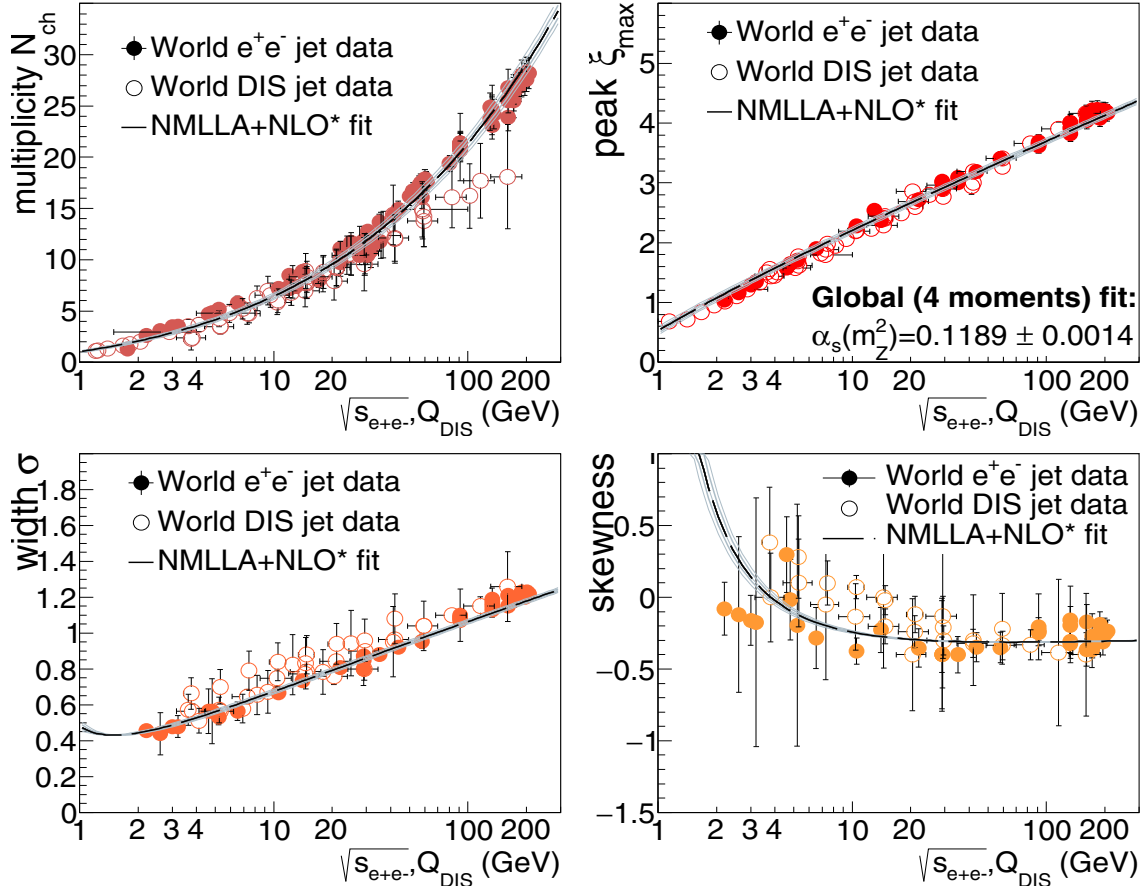 multiplicity N_ch
35
30
25
20
15
10
5
0
World e⁺e⁻ jet data
World DIS jet data
NMLLA+NLO* fit
1 2 3 4 10 20 100 200
√s_e+e-, Q_DIS (GeV)
peak ξ_max
6
5
4
3
2
1
0
World e⁺e⁻ jet data
World DIS jet data
NMLLA+NLO* fit
Global (4 moments) fit:
α_s(m²_Z)=0.1189 ± 0.0014
1 2 3 4 10 20 100 200
√s_e+e-, Q_DIS (GeV)
width σ
1.8
1.6
1.4
1.2
1
0.8
0.6
0.4
0.2
0
World e⁺e⁻ jet data
World DIS jet data
NMLLA+NLO* fit
1 2 3 4 10 20 100 200
√s_e+e-, Q_DIS (GeV)
skewness
1
0.5
0
−0.5
−1
−1.5
World e⁺e⁻ jet data
World DIS jet data
NMLLA+NLO* fit
1 2 3 4 10 20 100 200
√s_e+e-, Q_DIS (GeV)